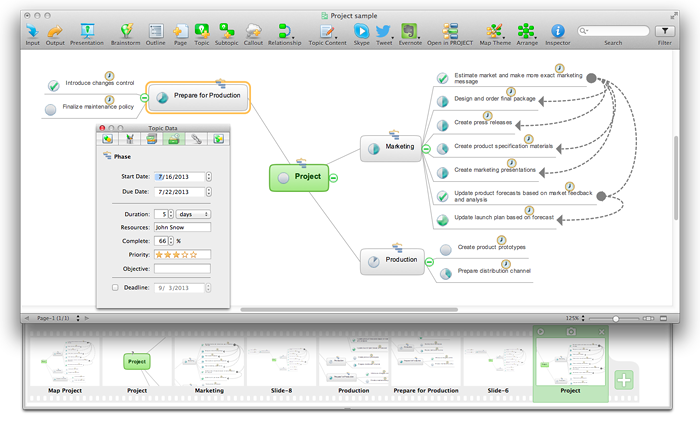 Project sample
Input Output Presentation Brainstorm Outline Page Topic Subtopic Callout Relationship Topic Content Skype Tweet Evernote Open in PROJECT Map Theme Arrange Inspector Search Filter
Introduce changes control
Finalize maintenance policy
Prepare for Production
Project
Marketing
Estimate market and make more exact marketing
message
Design and order final package
Create press releases
Create product specification materials
Create marketing presentations
Update product forecasts based on market feedback
and analysis
Update launch plan based on forecast
Production
Create product prototypes
Prepare distribution channel
Topic Data
Phase
Start Date: 7/16/2013
Due Date: 7/22/2013
Duration: 5 days
Resources: John Snow
Complete: 66 %
Priority:
Objective:
Deadline: 9/ 3/2013
Page-1 (1/1)
125%
Map Project
Project
Marketing
Slide-8
Production
Prepare for Production
Slide-6
Project